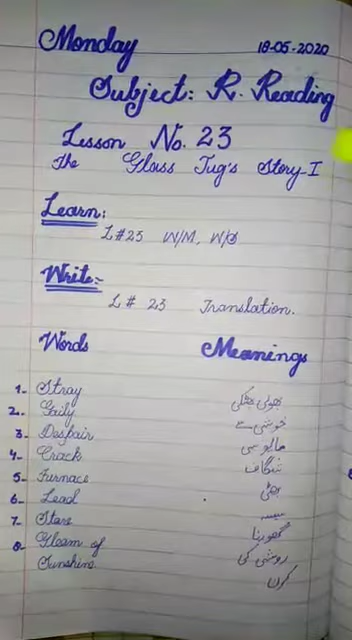 Monday 18-05-2020
Subject: R. Reading
Lesson No. 23
The Glass Jug's Story-I
Learn:
L#23 W/M, W/S
Write:-
L# 23 Translation.
Words Meanings
1- Stray بھولی بھٹکی
2- Gaily خوشی سے
3- Despair مایوسی
4- Crack شگاف
5- Furnace بھٹی
6- Lead سیسہ
7- Stare گھورنا
8- Gleam of روشنی کی
Sunshine کرن